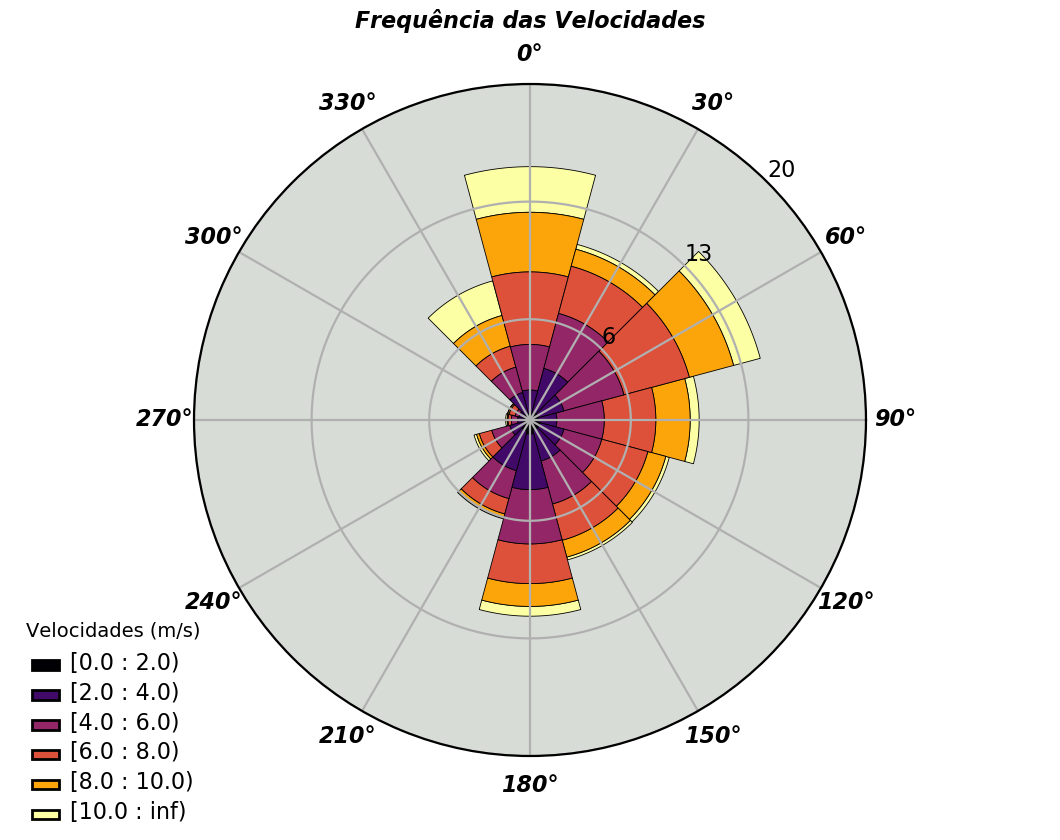 Frequência das Velocidades
0°
330°
30°
20
300°
60°
13
6
270°
90°
240°
120°
210°
150°
180°
Velocidades (m/s)
[0.0 : 2.0)
[2.0 : 4.0)
[4.0 : 6.0)
[6.0 : 8.0)
[8.0 : 10.0)
[10.0 : inf)